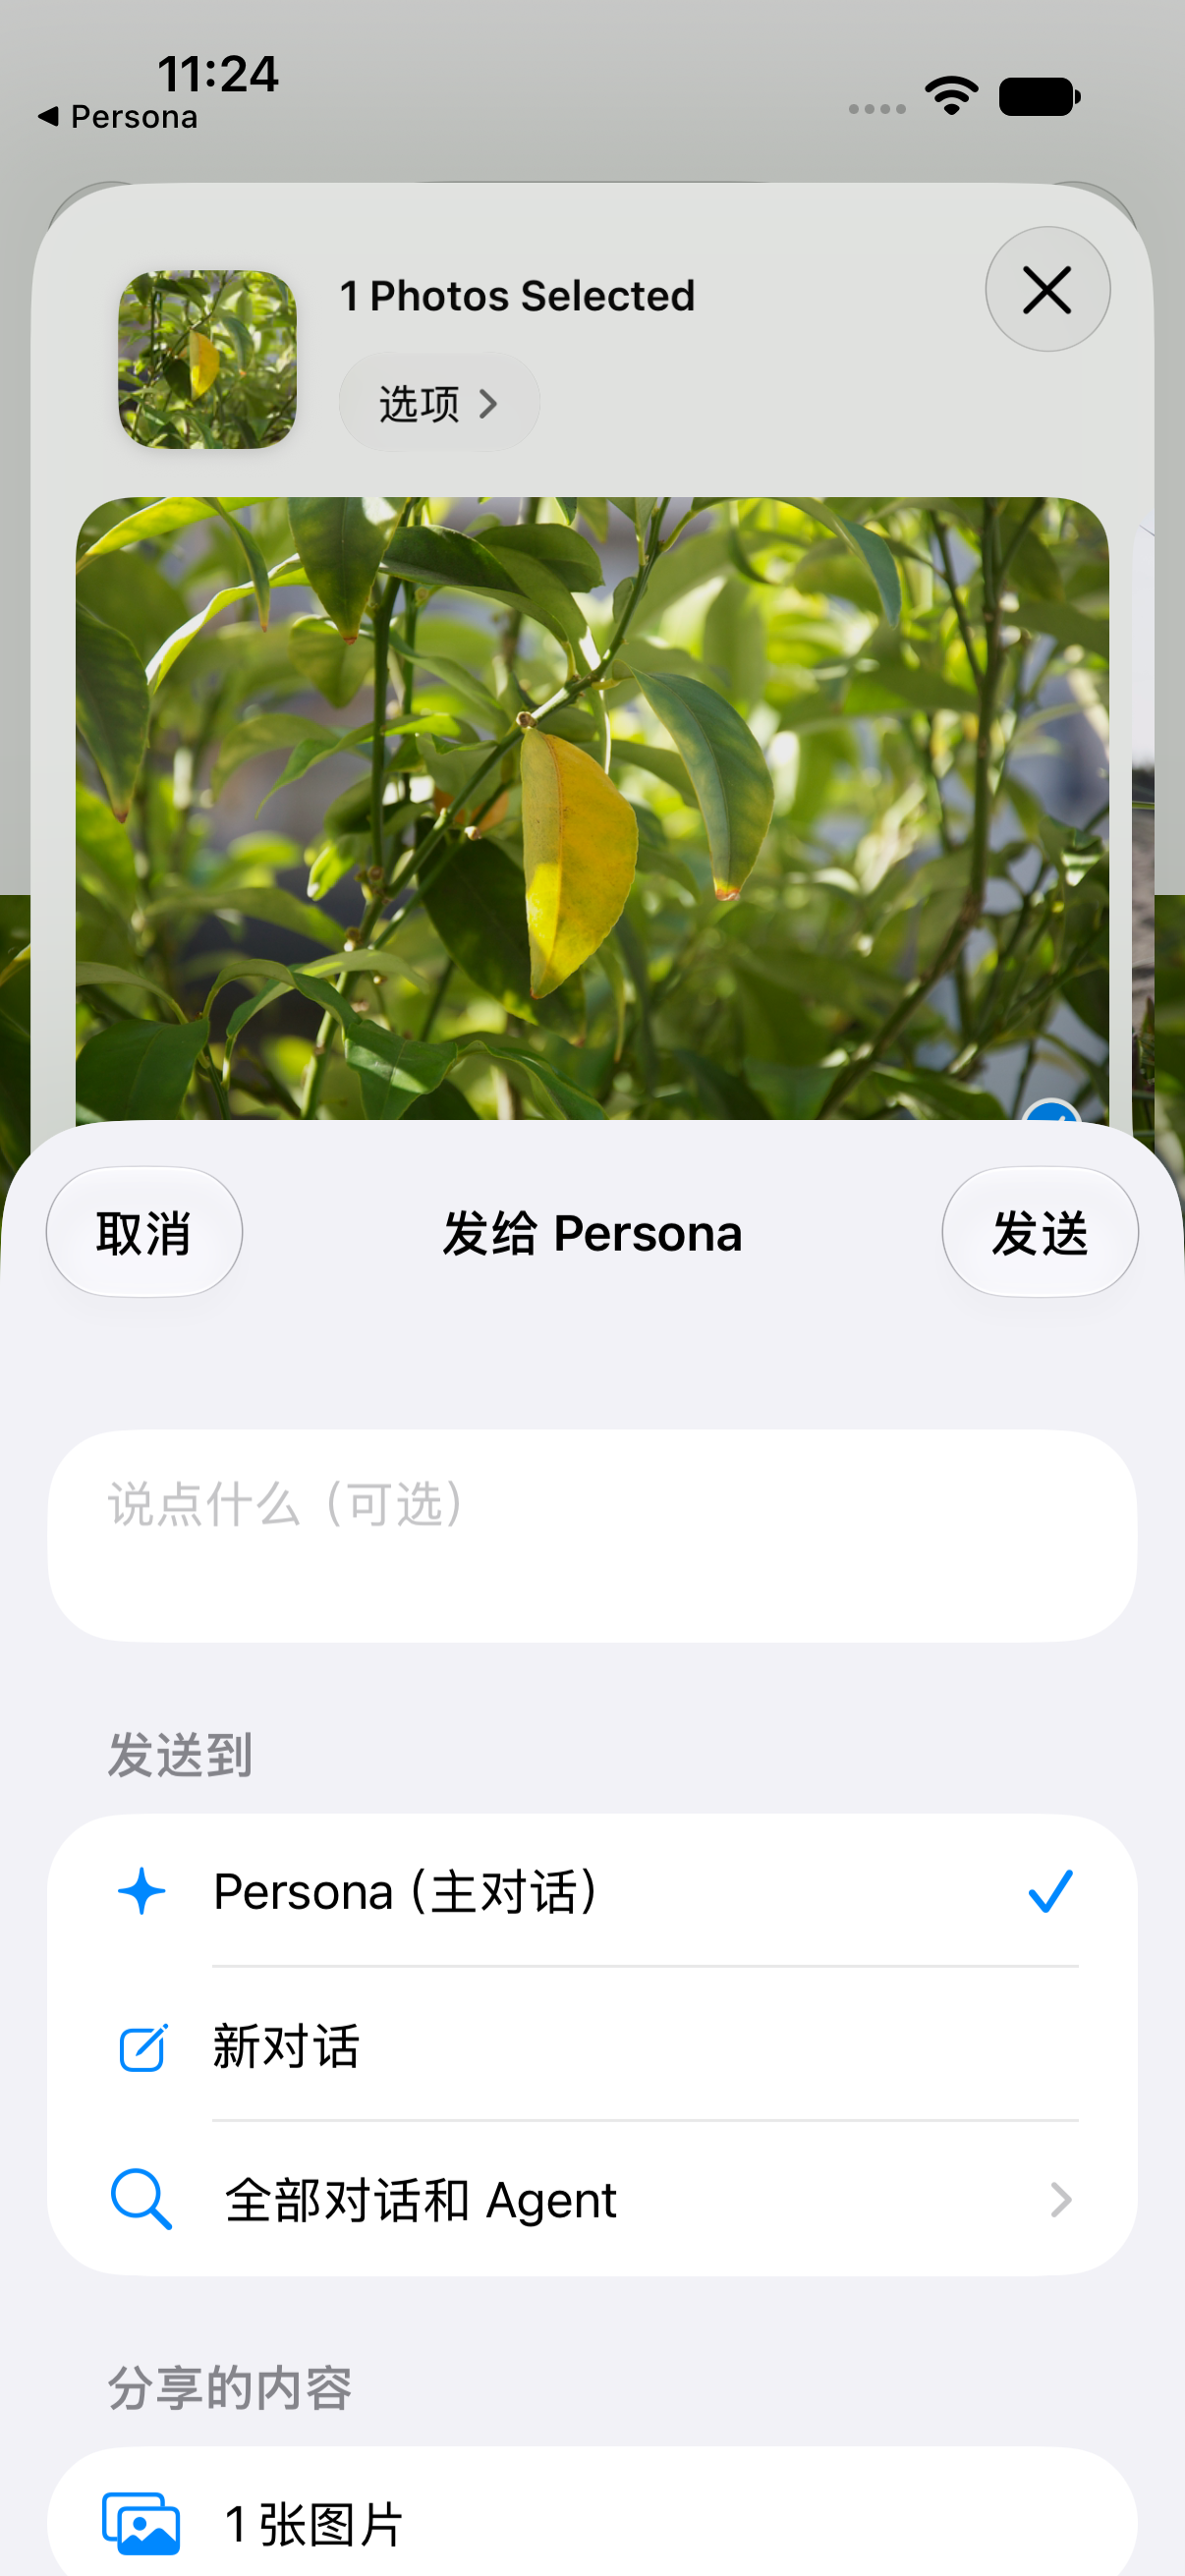 11:24
◀ Persona
1 Photos Selected
选项
取消
发给 Persona
发送
说点什么（可选）
发送到
Persona（主对话）
新对话
全部对话和 Agent
分享的内容
1 张图片